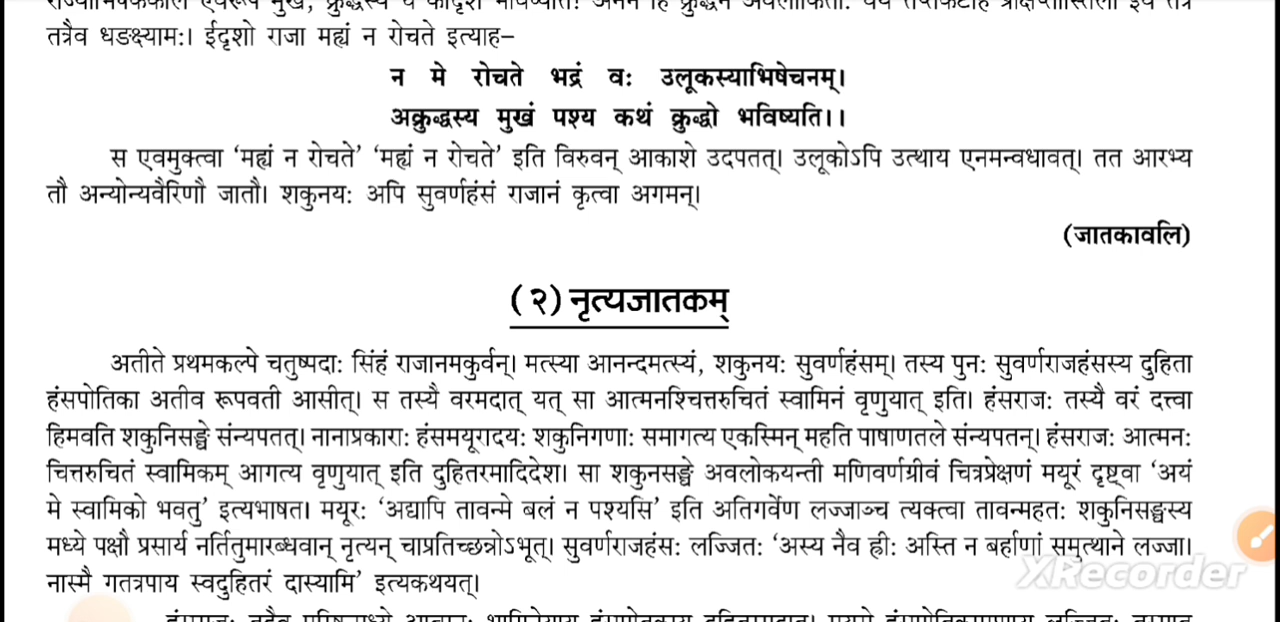 तत्रैव धङक्ष्यामः। ईदृशो राजा मह्यं न रोचते इत्याह–
न मे रोचते भद्रं वः उलूकस्याभिषेचनम्।
अक्रुद्धस्य मुखं पश्य कथं क्रुद्धो भविष्यति।।
स एवमुक्त्वा ‘मह्यं न रोचते’ ‘मह्यं न रोचते’ इति विरुवन् आकाशे उदपतत्। उलूकोऽपि उत्थाय एनमन्वधावत्। तत आरभ्य
तौ अन्योन्यवैरिणौ जातौ। शकुनयः अपि सुवर्णहंसं राजानं कृत्वा अगमन्।
(जातकावलि)
(२) नृत्यजातकम्
अतीते प्रथमकल्पे चतुष्पदाः सिंहं राजानमकुर्वन्। मत्स्या आनन्दमत्स्यं, शकुनयः सुवर्णहंसम्। तस्य पुनः सुवर्णराजहंसस्य दुहिता
हंसपोतिका अतीव रूपवती आसीत्। स तस्यै वरमदात् यत् सा आत्मनश्चित्तरुचितं स्वामिनं वृणुयात् इति। हंसराजः तस्यै वरं दत्त्वा
हिमवति शकुनिसङ्घे संन्यपतत्। नानाप्रकाराः हंसमयूरादयः शकुनिगणाः समागत्य एकस्मिन् महति पाषाणतले संन्यपतन्। हंसराजः आत्मनः
चित्तरुचितं स्वामिकम् आगत्य वृणुयात् इति दुहितरमादिदेश। सा शकुनसङ्घे अवलोकयन्ती मणिवर्णग्रीवं चित्रप्रेक्षणं मयूरं दृष्ट्वा ‘अयं
मे स्वामिको भवतु’ इत्यभाषत। मयूरः ‘अद्यापि तावन्मे बलं न पश्यसि’ इति अतिगर्वेण लज्जाञ्च त्यक्त्वा तावन्महतः शकुनिसङ्घस्य
मध्ये पक्षौ प्रसार्य नर्तितुमारब्धवान् नृत्यन् चाप्रतिच्छन्नोऽभूत्। सुवर्णराजहंसः लज्जितः ‘अस्य नैव ह्रीः अस्ति न बर्हाणां समुत्थाने लज्जा।
नास्मै गतत्रपाय स्वदुहितरं दास्यामि’ इत्यकथयत्।
XRecorder